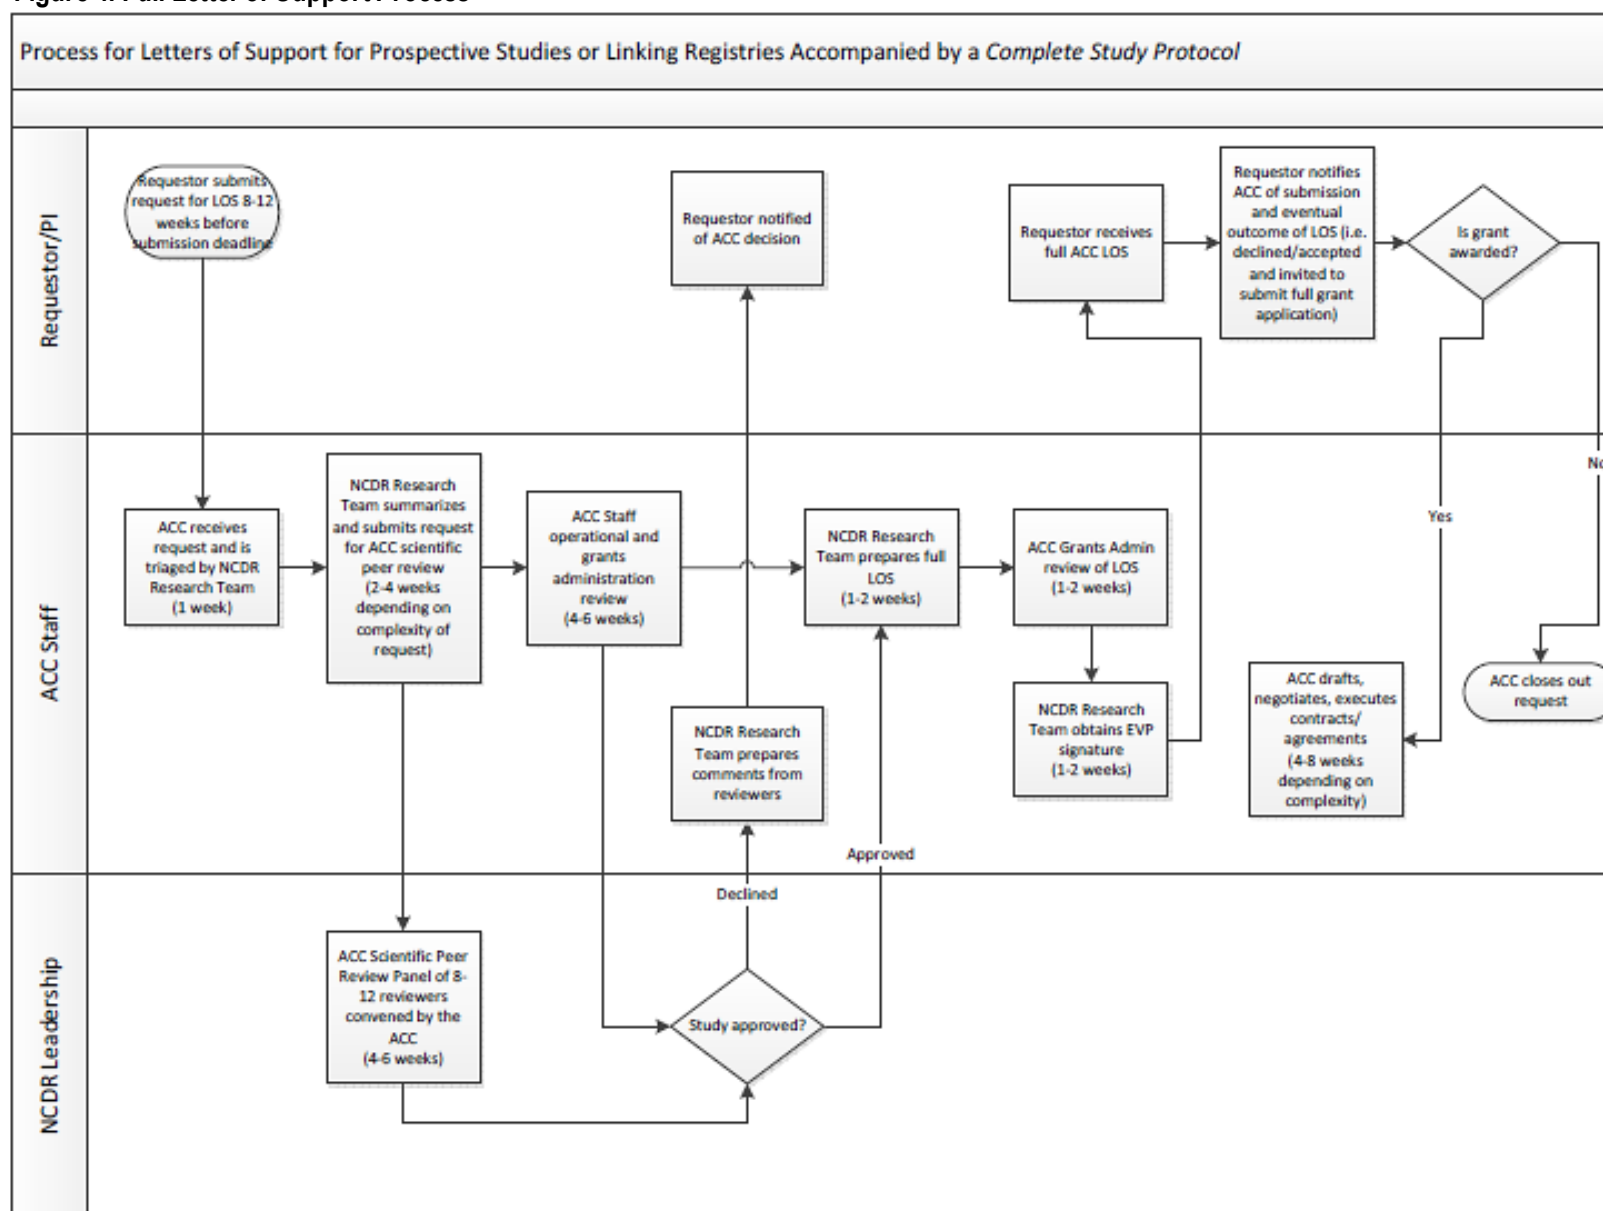 Process for Letters of Support for Prospective Studies or Linking Registries Accompanied by a Complete Study Protocol
Requestor/PI
Requestor submits
request for LOS 8-12
weeks before
submission deadline
Requestor notified
of ACC decision
Requestor receives
full ACC LOS
Requestor notifies
ACC of submission
and eventual
outcome of LOS (i.e.
declined/accepted
and invited to
submit full grant
application)
Is grant
awarded?
ACC Staff
ACC receives
request and is
triaged by NCDR
Research Team
(1 week)
NCDR Research
Team summarizes
and submits request
for ACC scientific
peer review
(2-4 weeks
depending on
complexity of
request)
ACC Staff
operational and
grants
administration
review
(4-6 weeks)
NCDR Research
Team prepares full
LOS
(1-2 weeks)
ACC Grants Admin
review of LOS
(1-2 weeks)
Yes
NCDR Research
Team prepares
comments from
reviewers
NCDR Research
Team obtains EVP
signature
(1-2 weeks)
ACC drafts,
negotiates, executes
contracts/
agreements
(4-8 weeks
depending on
complexity)
ACC closes out
request
Approved
NCDR Leadership
Declined
ACC Scientific Peer
Review Panel of 8-
12 reviewers
convened by the
ACC
(4-6 weeks)
Study approved?